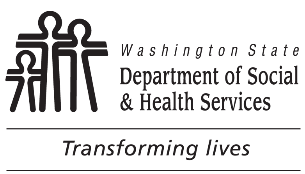 Washington State
Department of Social
& Health Services
Transforming lives